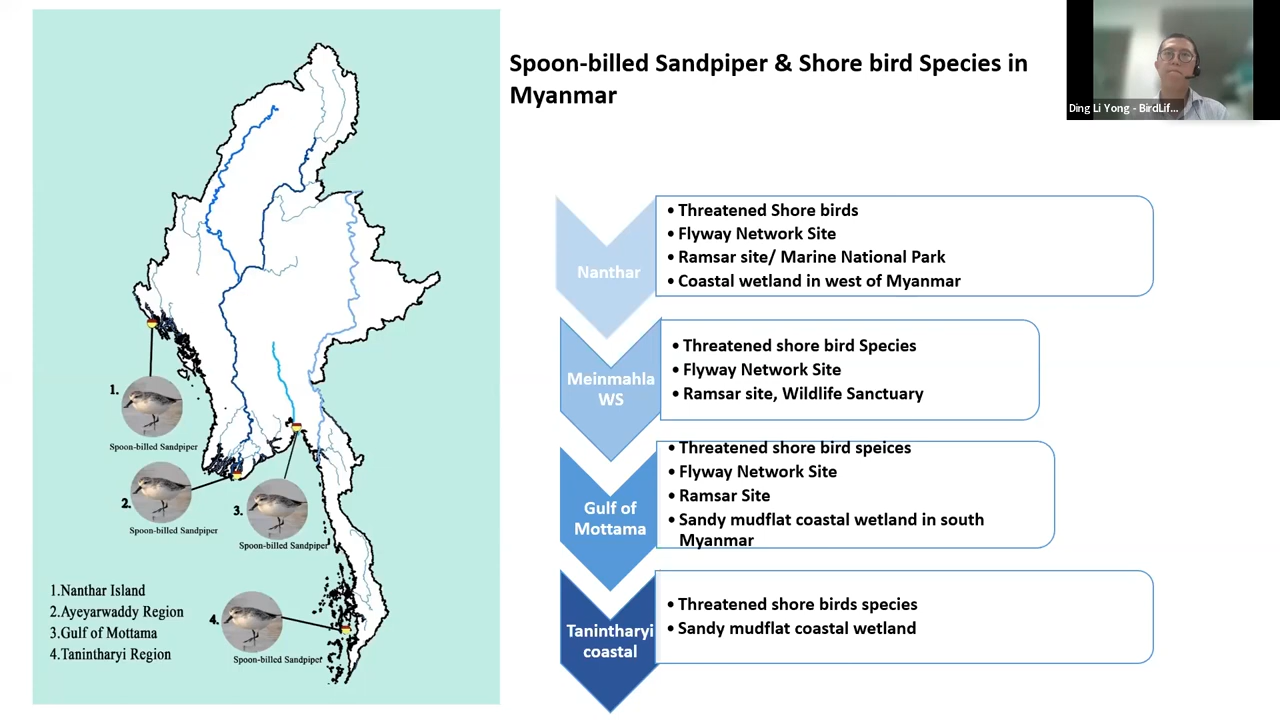 Spoon-billed Sandpiper & Shore bird Species in
Myanmar
Ding Li Yong - BirdLif...
Nanthar
• Threatened Shore birds
• Flyway Network Site
• Ramsar site/ Marine National Park
• Coastal wetland in west of Myanmar
Meinmahla
WS
• Threatened shore bird Species
• Flyway Network Site
• Ramsar site, Wildlife Sanctuary
Gulf of
Mottama
• Threatened shore bird speices
• Flyway Network Site
• Ramsar Site
• Sandy mudflat coastal wetland in south
Myanmar
Tanintharyi
coastal
• Threatened shore birds species
• Sandy mudflat coastal wetland
1.
Spoon-billed Sandpiper
2.
Spoon-billed Sandpiper
3.
Spoon-billed Sandpiper
4.
Spoon-billed Sandpiper
1.Nanthar Island
2.Ayeyarwaddy Region
3.Gulf of Mottama
4.Tanintharyi Region